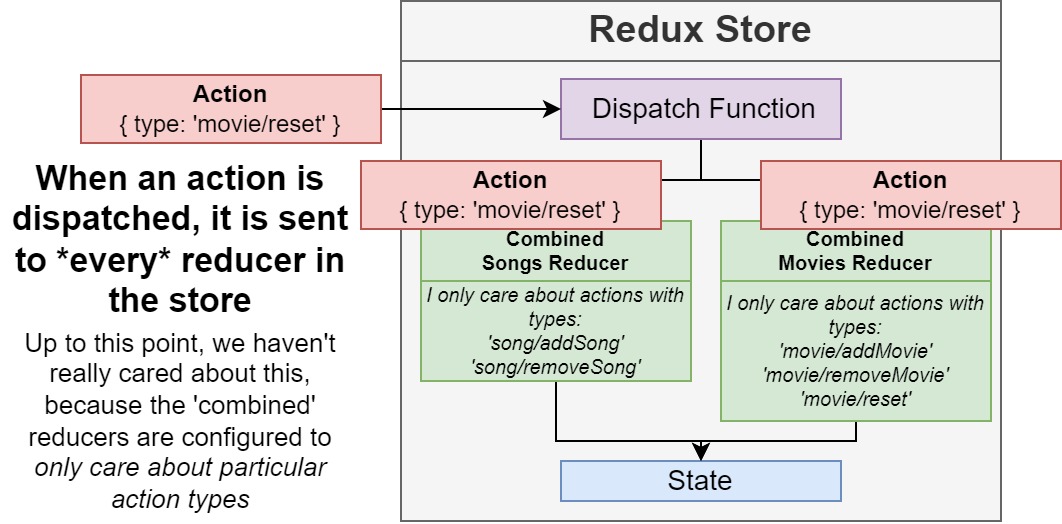 Redux Store
Action
{ type: 'movie/reset' }
Dispatch Function
When an action is
dispatched, it is sent
to *every* reducer in
the store
Up to this point, we haven't
really cared about this,
because the 'combined'
reducers are configured to
only care about particular
action types
Action
{ type: 'movie/reset' }
Combined
Songs Reducer
I only care about actions with
types:
'song/addSong'
'song/removeSong'
Action
{ type: 'movie/reset' }
Combined
Movies Reducer
I only care about actions with
types:
'movie/addMovie'
'movie/removeMovie'
'movie/reset'
State